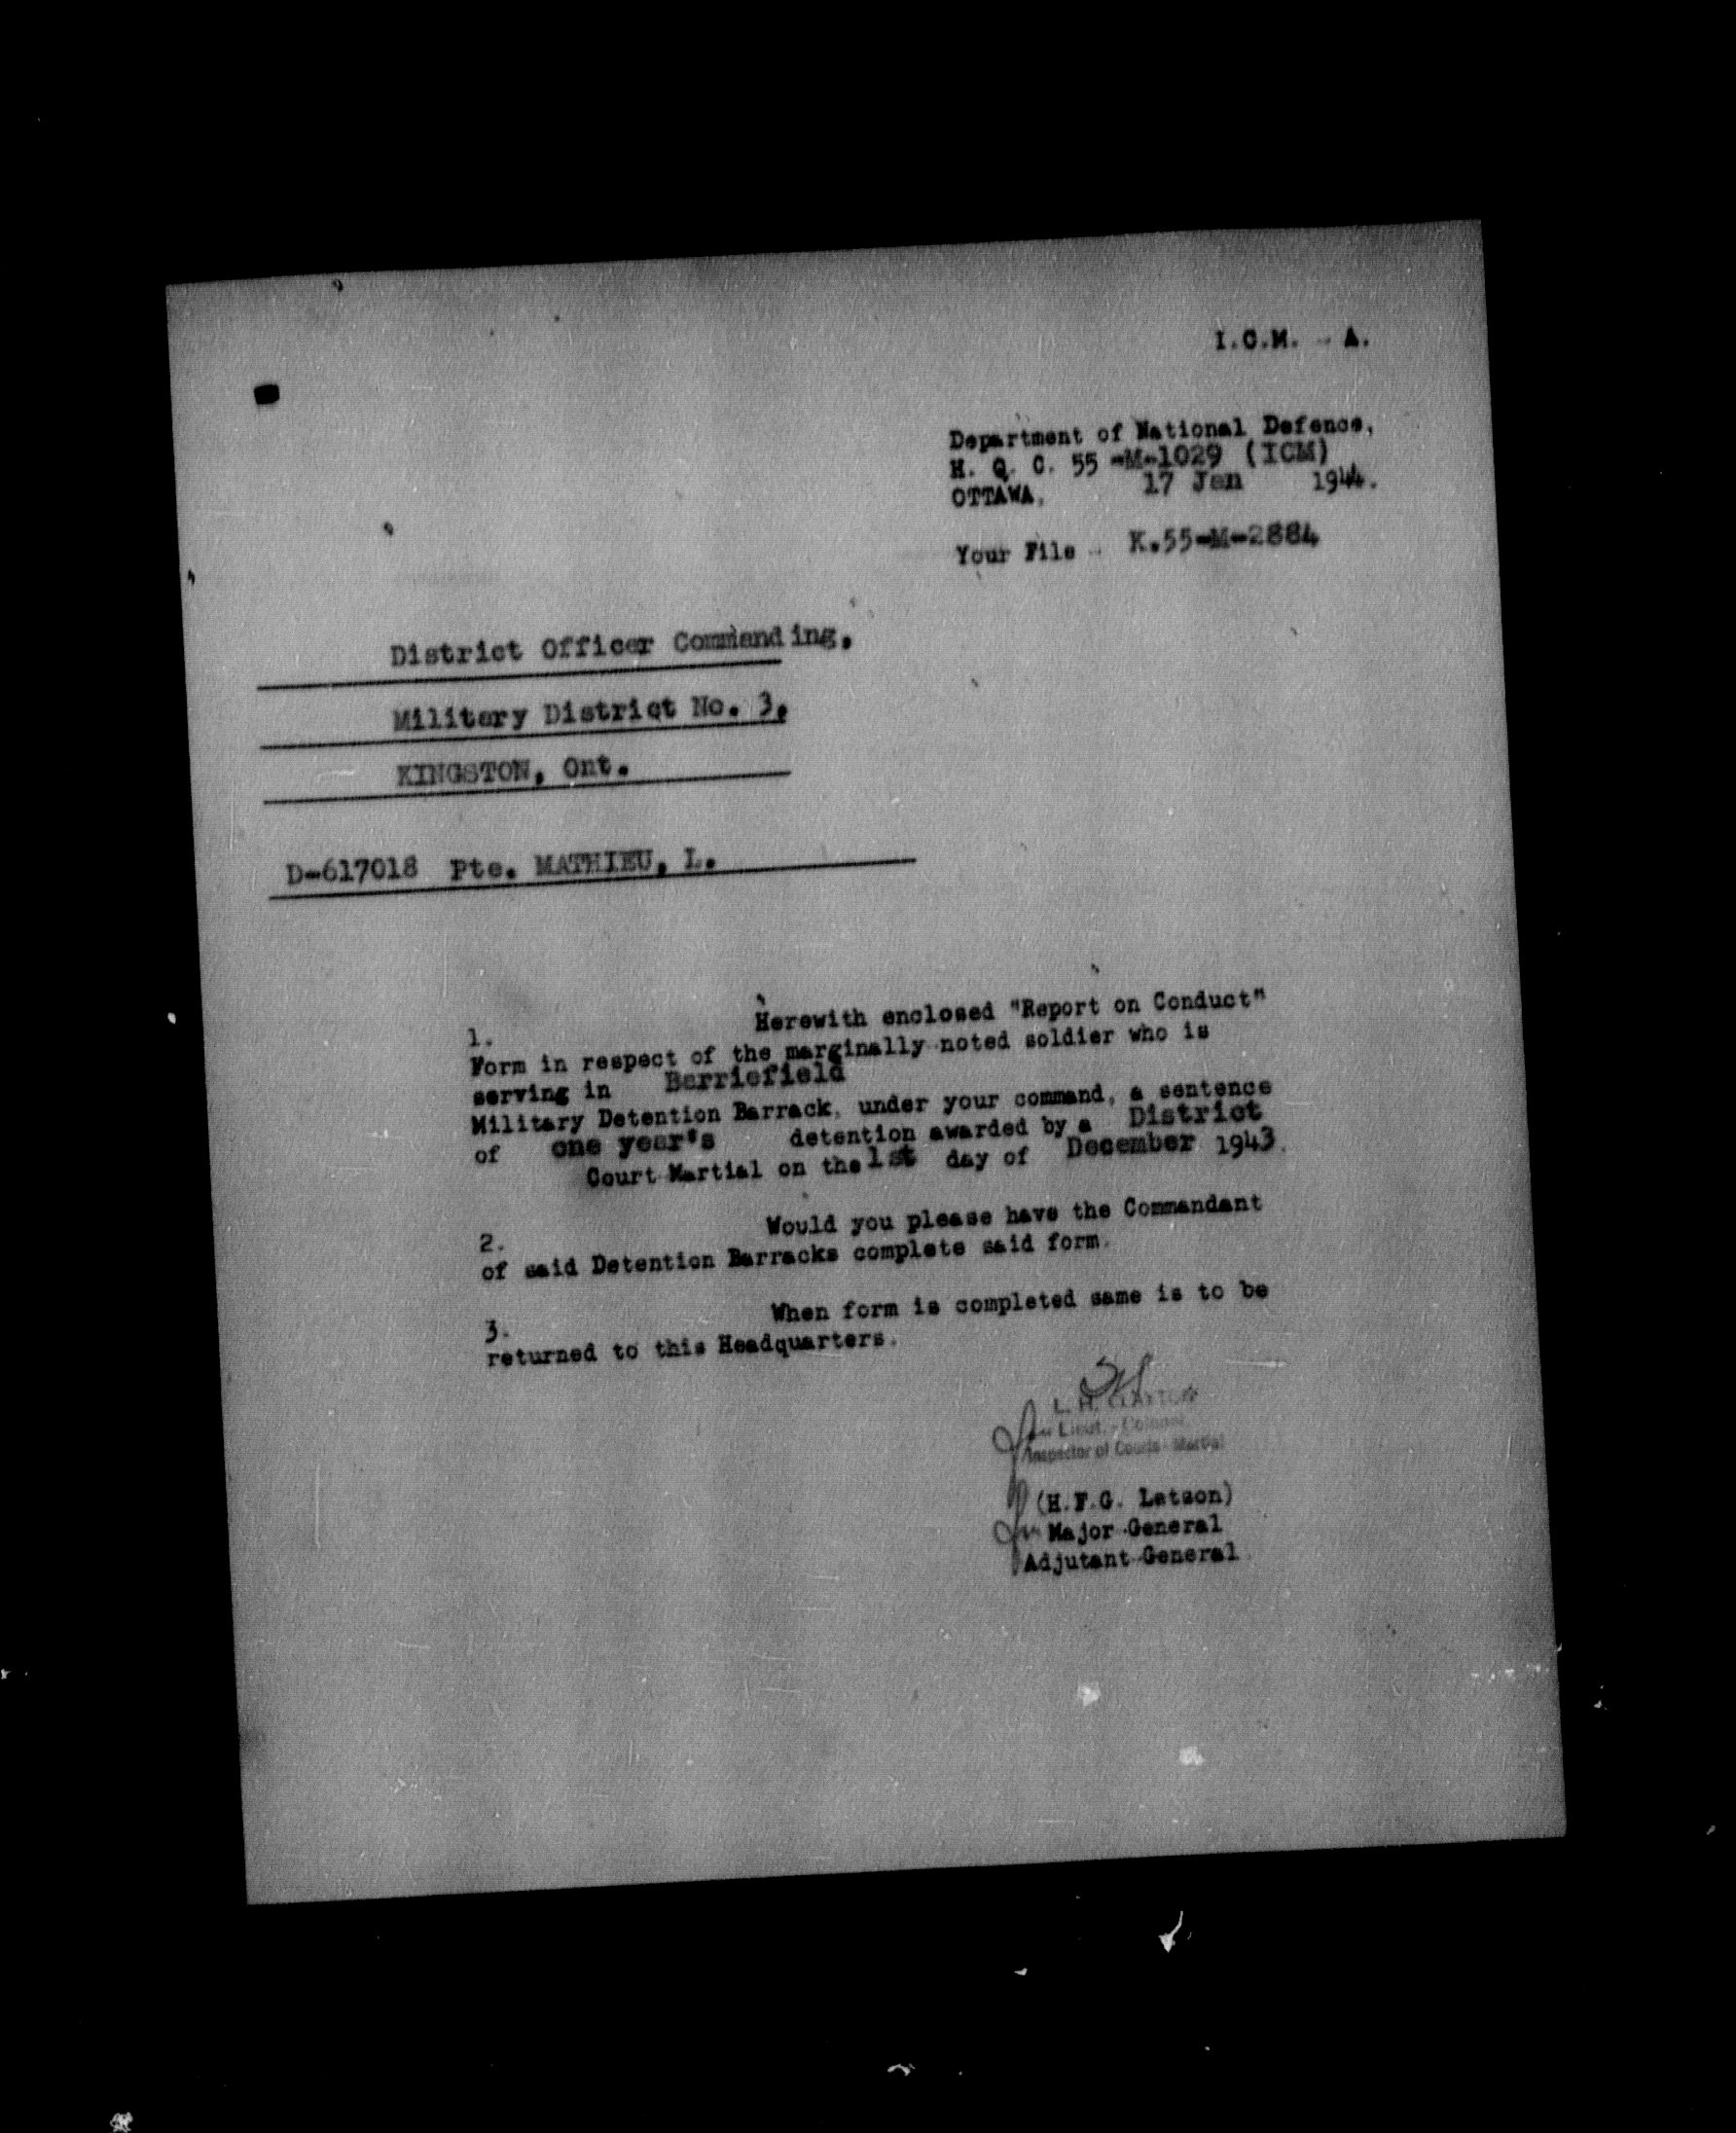 I.C.M. - A.
Department of National Defence,
H. Q. C. 55 -M-1029 (ICM)
OTTAWA, 17 Jan 1944.
Your File - K.55-M-2884
District Officer Commanding,
Military District No. 3,
KINGSTON, Ont.
D-617018 Pte. MATHIEU, L.
1. Herewith enclosed "Report on Conduct"
Form in respect of the marginally noted soldier who is
serving in Barriefield
Military Detention Barrack, under your command, a sentence
of one year's detention awarded by a District
Court Martial on the 1st day of December 1943.
2. Would you please have the Commandant
of said Detention Barracks complete said form.
3. When form is completed same is to be
returned to this Headquarters.
L. H.
Lieut. - Colonel,
Inspector of Courts - Martial
(H.F.G. Letson)
Major-General
Adjutant-General